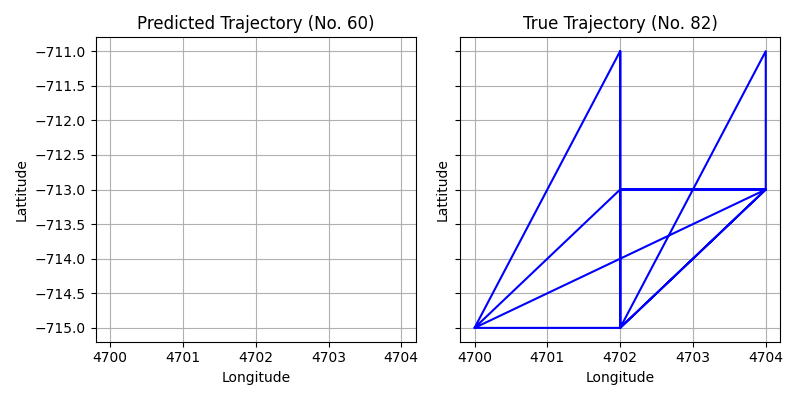 Predicted Trajectory (No. 60)
Lattitude
−711.0
−711.5
−712.0
−712.5
−713.0
−713.5
−714.0
−714.5
−715.0
4700 4701 4702 4703 4704
Longitude
True Trajectory (No. 82)
Lattitude
4700 4701 4702 4703 4704
Longitude